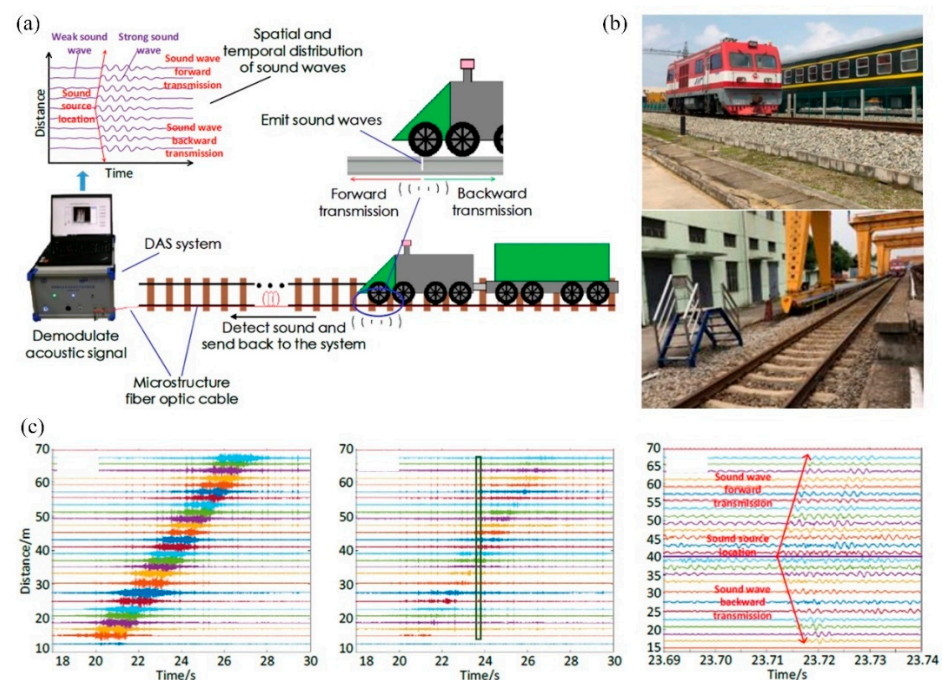 (a)
Weak sound
wave
Strong sound
wave
Sound wave
forward
transmission
Sound
source
location
Sound wave
backward
transmission
Distance
Time
Spatial and
temporal distribution
of sound waves
Emit sound waves
Forward
transmission
Backward
transmission
DAS system
Demodulate
acoustic signal
Detect sound and
send back to the system
Microstructure
fiber optic cable
(b)
(c)
70
60
50
40
30
20
10
Distance/m
18 20 22 24 26 28 30
Time/s
70
60
50
40
30
20
10
18 20 22 24 26 28 30
Time/s
70
65
60
55
50
45
40
35
30
25
20
15
Sound wave
forward
transmission
Sound source
location
Sound wave
backward
transmission
23.69 23.70 23.71 23.72 23.73 23.74
Time/s